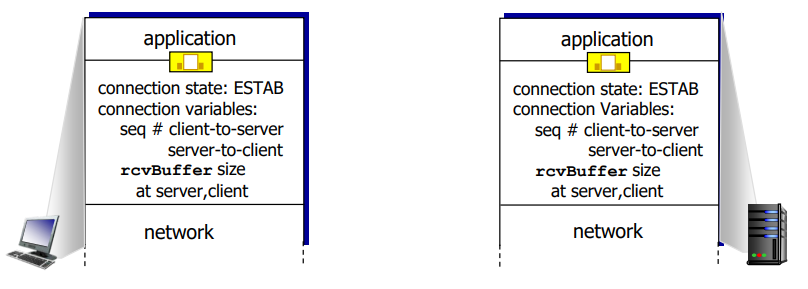 application
connection state: ESTAB
connection variables:
seq # client-to-server
server-to-client
rcvBuffer size
at server,client
network
application
connection state: ESTAB
connection Variables:
seq # client-to-server
server-to-client
rcvBuffer size
at server,client
network